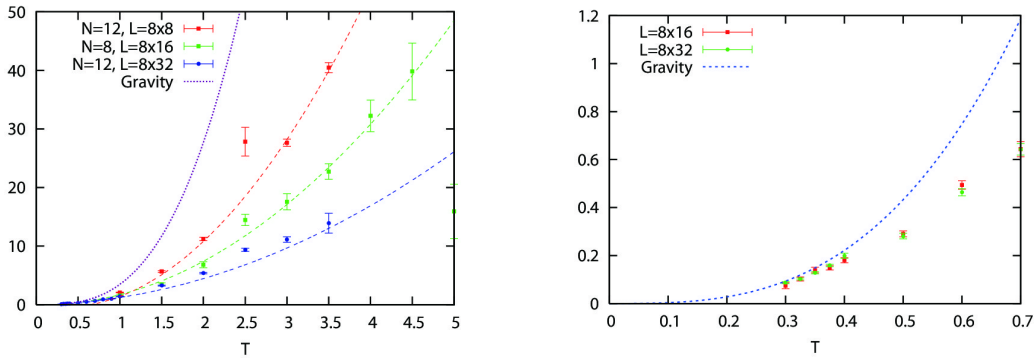 50
40
30
20
10
0
N=12, L=8x8
N=8, L=8x16
N=12, L=8x32
Gravity
0 0.5 1 1.5 2 2.5 3.0 3.5 4 4.5 5
T
1.2
1
0.8
0.6
0.4
0.2
0
L=8x16
L=8x32
Gravity
0 0.1 0.2 0.3 0.4 0.5 0.6 0.7
T